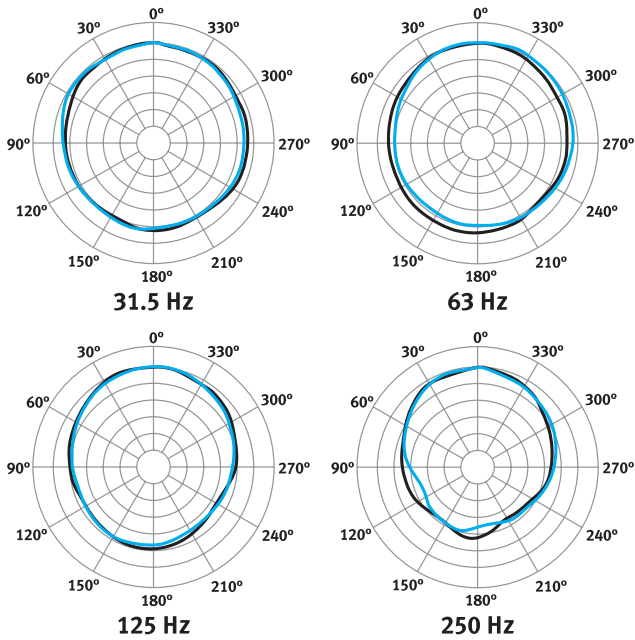 0º 0º
30º 330º 30º 330º
60º 300º 60º 300º
90º 270º 90º 270º
120º 240º 120º 240º
150º 210º 150º 210º
180º 180º
31.5 Hz 63 Hz
0º 0º
30º 330º 30º 330º
60º 300º 60º 300º
90º 270º 90º 270º
120º 240º 120º 240º
150º 210º 150º 210º
180º 180º
125 Hz 250 Hz